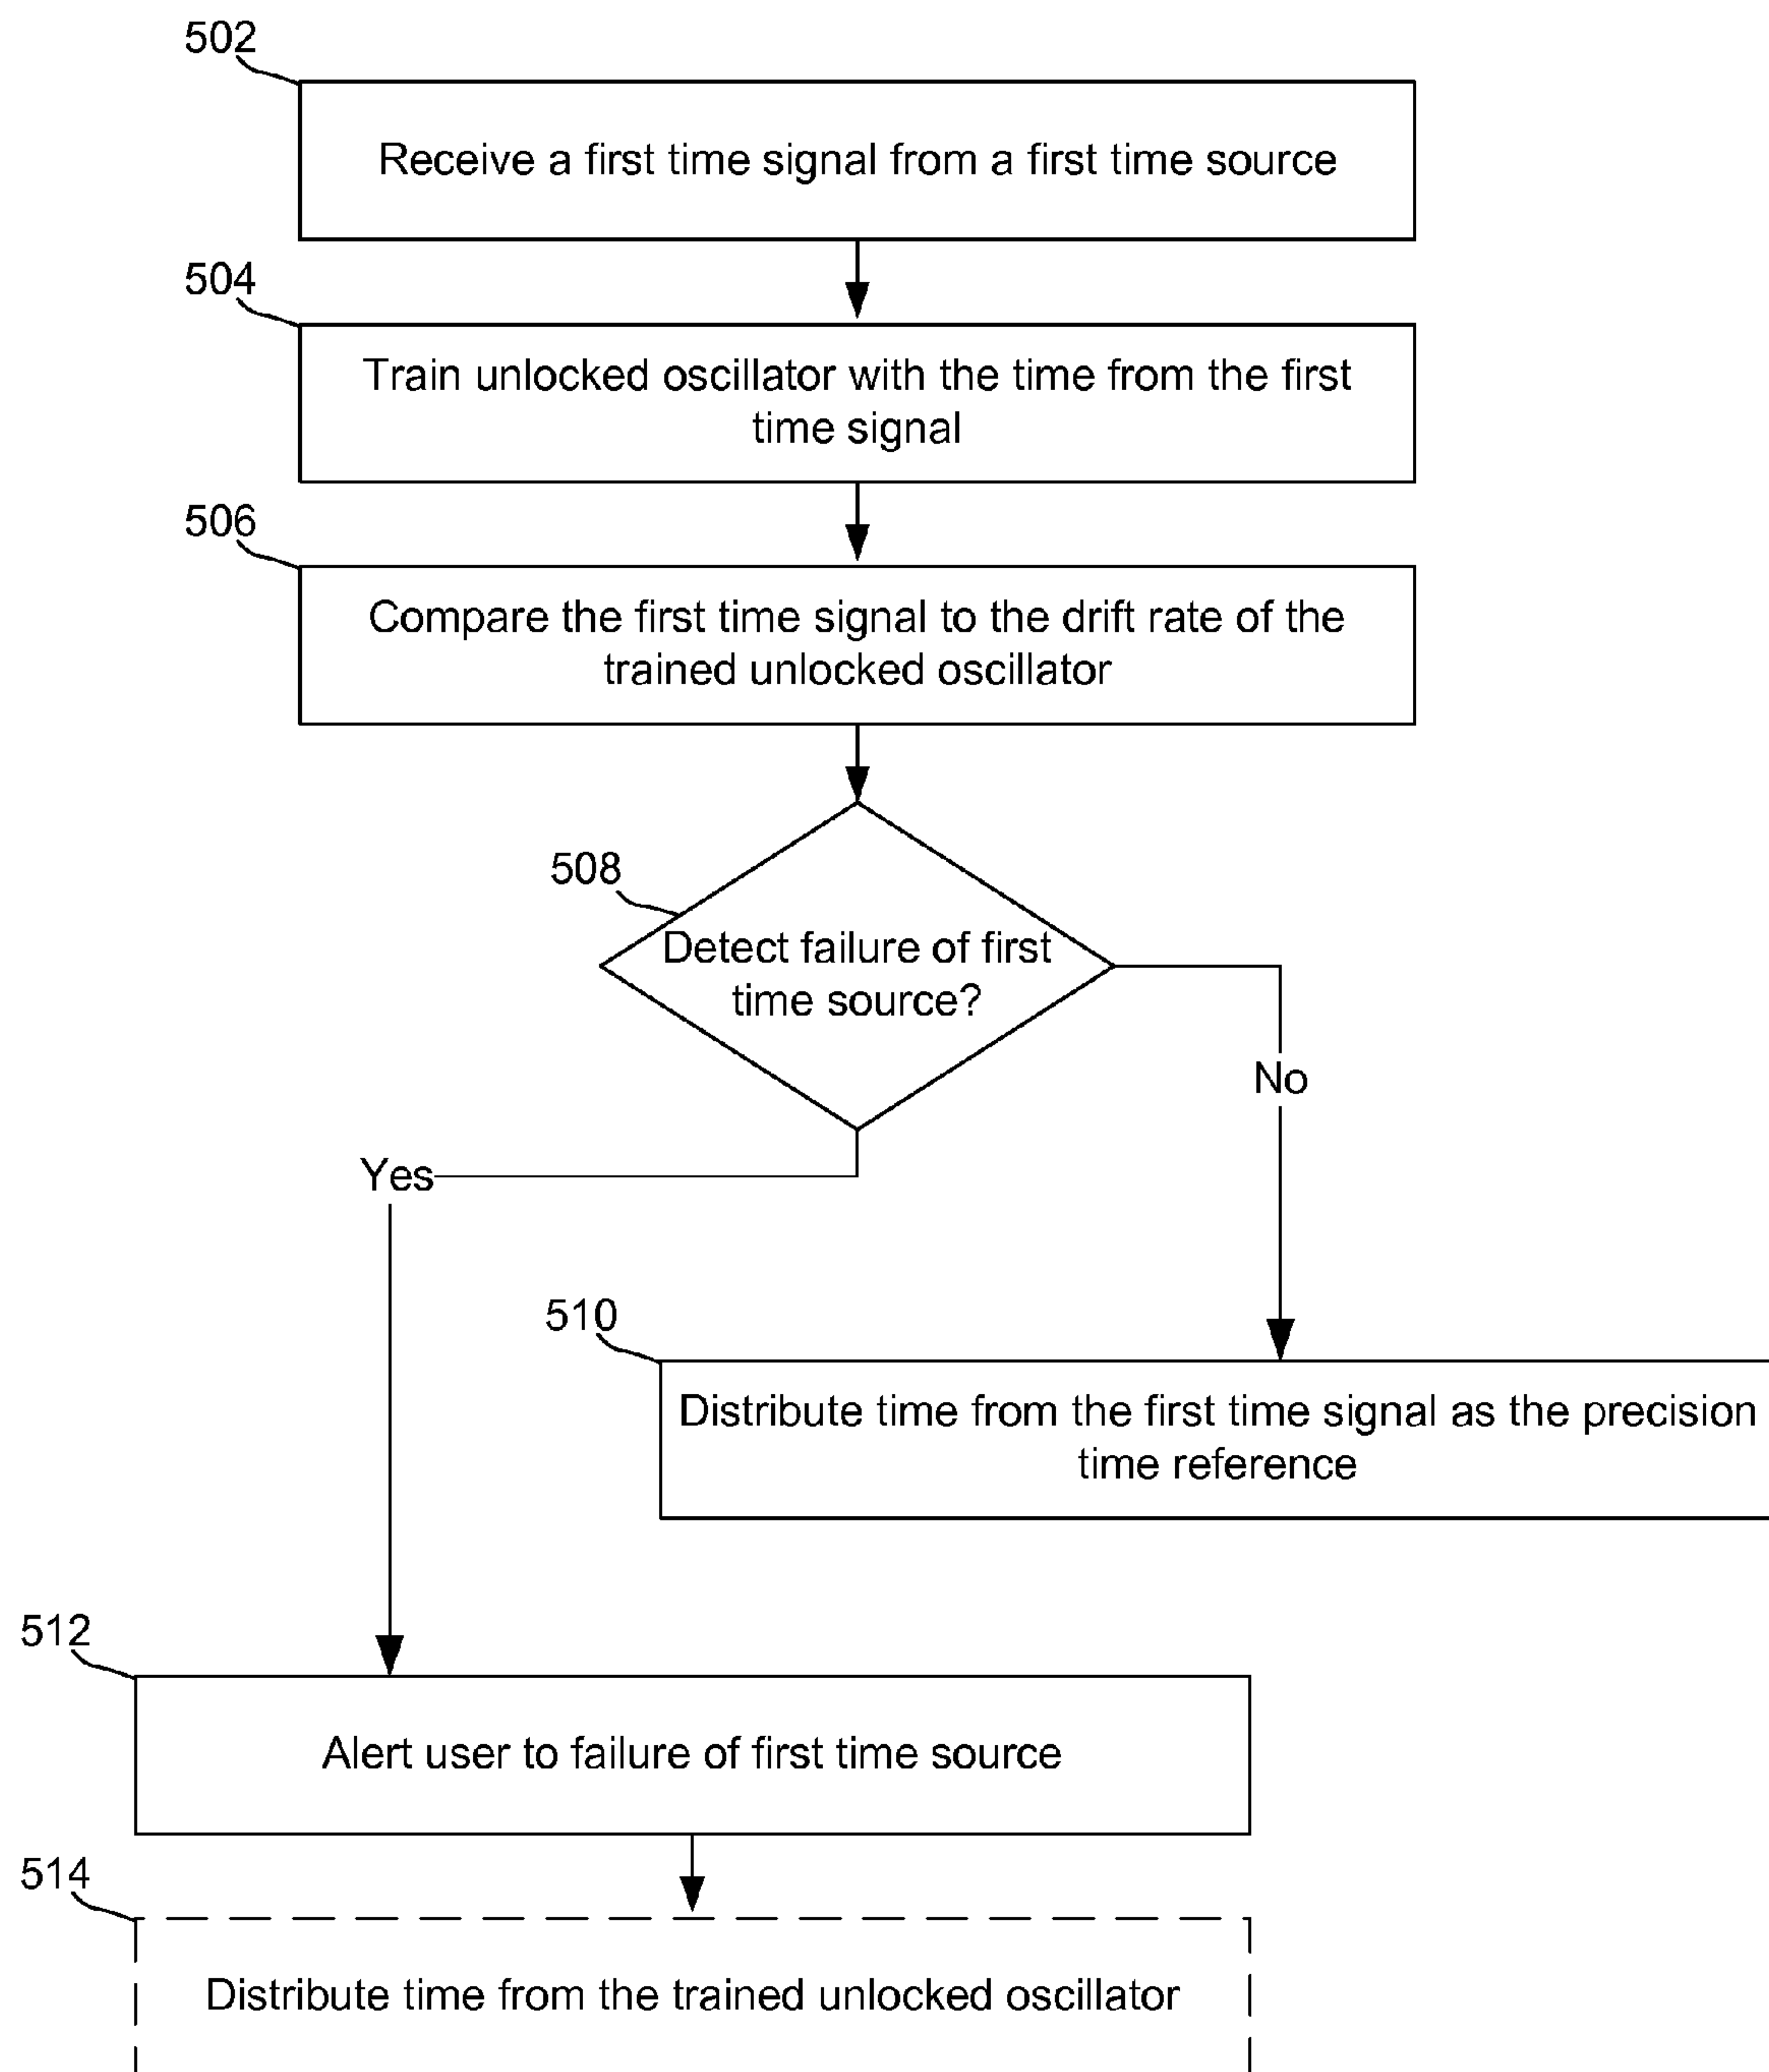 502
Receive a first time signal from a first time source
504
Train unlocked oscillator with the time from the first
time signal
506
Compare the first time signal to the drift rate of the
trained unlocked oscillator
508
Detect failure of first
time source?
No
Yes
510
Distribute time from the first time signal as the precision
time reference
512
Alert user to failure of first time source
514
Distribute time from the trained unlocked oscillator